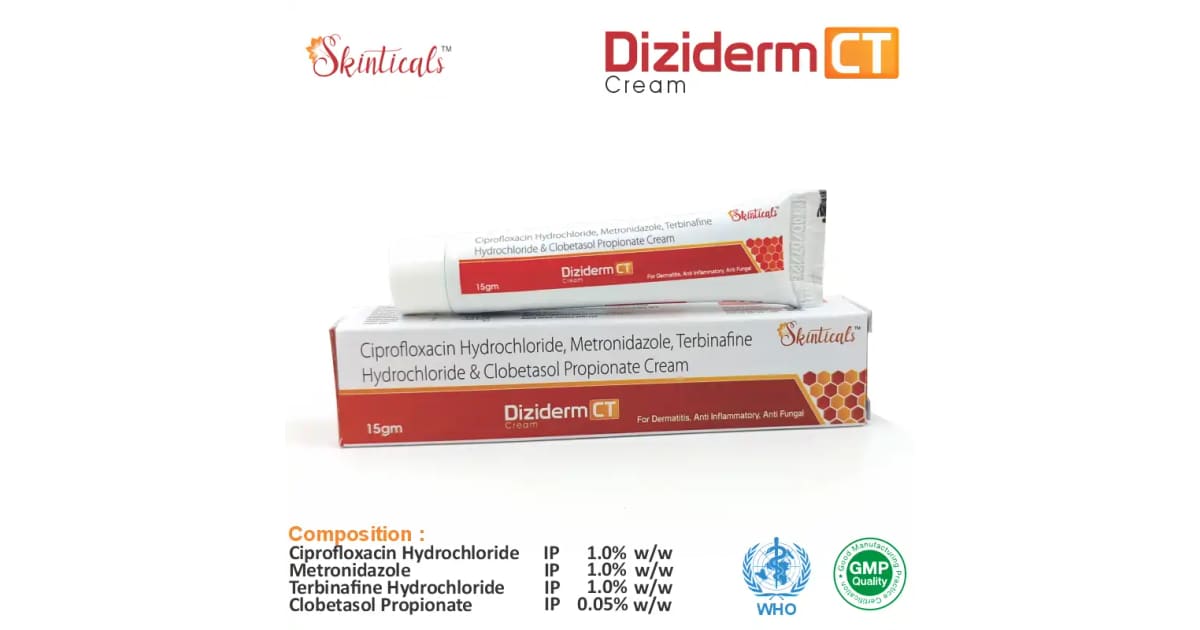 Skinticals™
Diziderm CT
Cream
Skinticals™
Ciprofloxacin Hydrochloride, Metronidazole, Terbinafine
Hydrochloride & Clobetasol Propionate Cream
Diziderm CT
Cream
15gm
For Dermatitis, Anti Inflammatory, Anti Fungal
Skinticals™
Ciprofloxacin Hydrochloride, Metronidazole, Terbinafine
Hydrochloride & Clobetasol Propionate Cream
Diziderm CT
Cream
15gm
For Dermatitis, Anti Inflammatory, Anti Fungal
Composition :
Ciprofloxacin Hydrochloride IP 1.0% w/w
Metronidazole IP 1.0% w/w
Terbinafine Hydrochloride IP 1.0% w/w
Clobetasol Propionate IP 0.05% w/w
WHO
Good Manufacturing Practice Certification
GMP
Quality